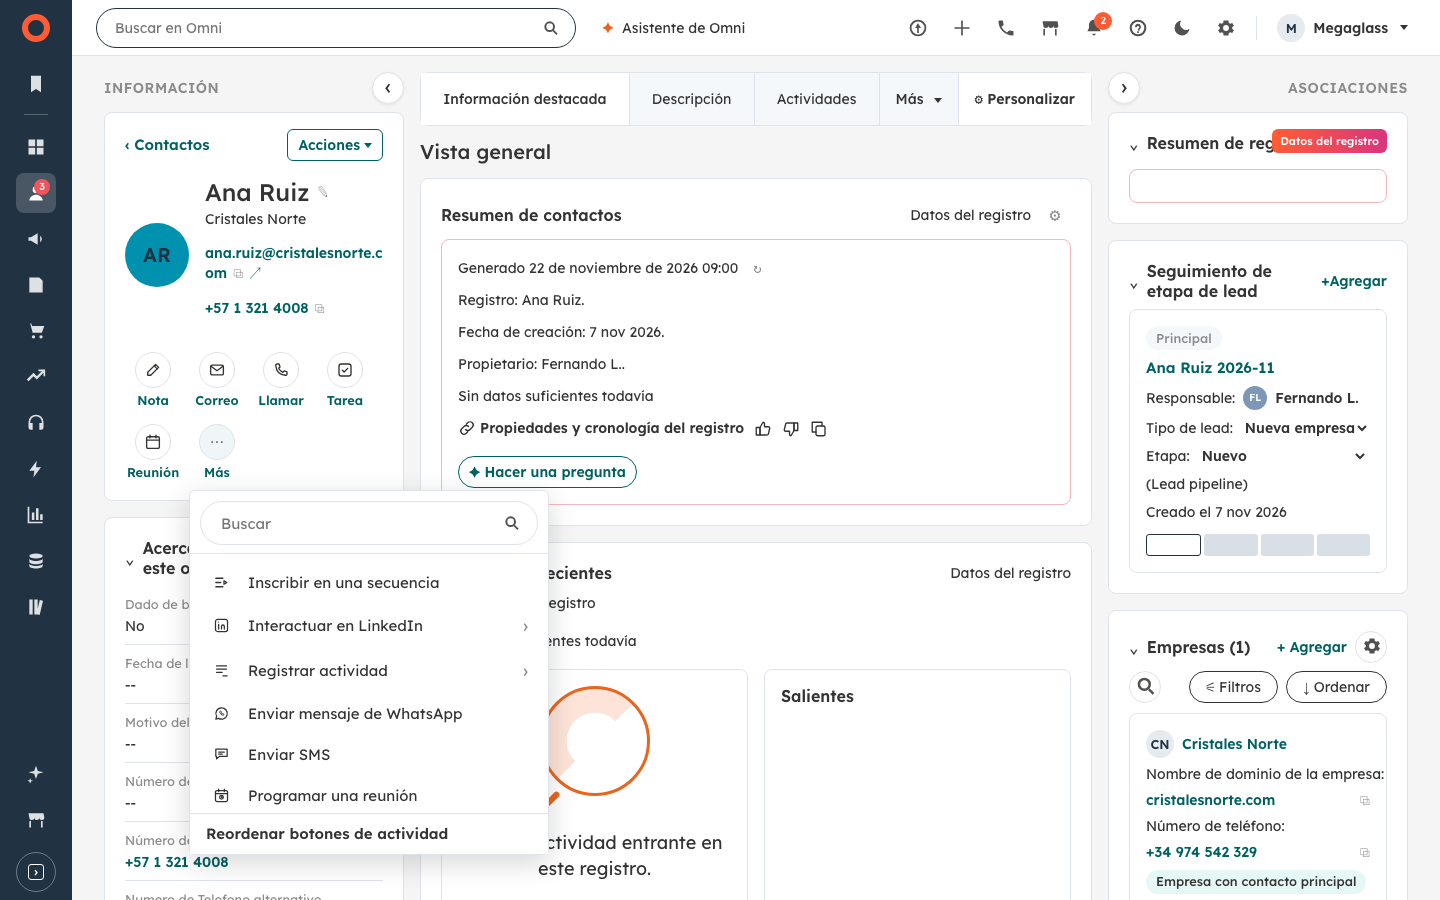 Buscar en Omni
Asistente de Omni
2
M
Megaglass
3
INFORMACIÓN
‹ Contactos
Acciones
Ana Ruiz
Cristales Norte
AR
ana.ruiz@cristalesnorte.c
om
+57 1 321 4008
Nota
Correo
Llamar
Tarea
Reunión
Más
Acerc
este o
Dado de b
No
Fecha de l
--
Motivo del
--
Número de
--
Número de
+57 1 321 4008
Numero de Telefono alternativo
Buscar
Inscribir en una secuencia
Interactuar en LinkedIn
Registrar actividad
Enviar mensaje de WhatsApp
Enviar SMS
Programar una reunión
Reordenar botones de actividad
Información destacada
Descripción
Actividades
Más
Personalizar
Vista general
Resumen de contactos
Datos del registro
Generado 22 de noviembre de 2026 09:00
Registro: Ana Ruiz.
Fecha de creación: 7 nov 2026.
Propietario: Fernando L..
Sin datos suficientes todavía
Propiedades y cronología del registro
Hacer una pregunta
ecientes
Datos del registro
egistro
entes todavía
ctividad entrante en
este registro.
Salientes
ASOCIACIONES
Resumen de reg
Datos del registro
Seguimiento de
etapa de lead
+Agregar
Principal
Ana Ruiz 2026-11
Responsable: FL Fernando L.
Tipo de lead: Nueva empresa
Etapa: Nuevo
(Lead pipeline)
Creado el 7 nov 2026
Empresas (1)
+ Agregar
Filtros
↓ Ordenar
CN
Cristales Norte
Nombre de dominio de la empresa:
cristalesnorte.com
Número de teléfono:
+34 974 542 329
Empresa con contacto principal